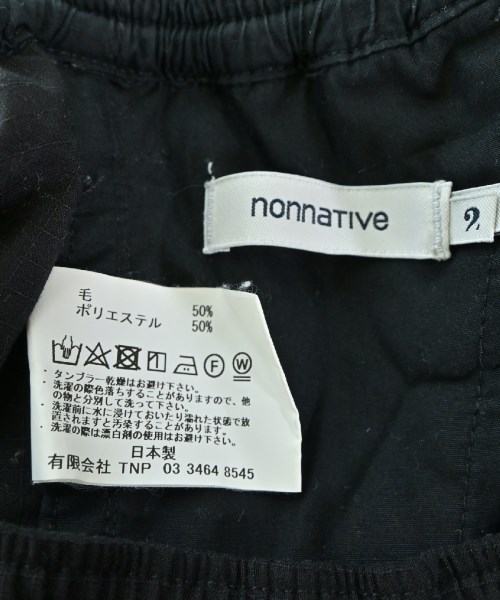 nonnative
2
毛 50%
ポリエステル 50%
F W
・タンブラー乾燥はお避け下さい。
・洗濯の際色落ちすることがありますので、他
の物と分別して洗って下さい。
・洗濯前に水に浸けておいたり濡れた状態で放
置されますと汚染することがあります。
・洗濯の際は漂白剤の使用はお避け下さい。
日本製
有限会社 TNP 03 3464 8545